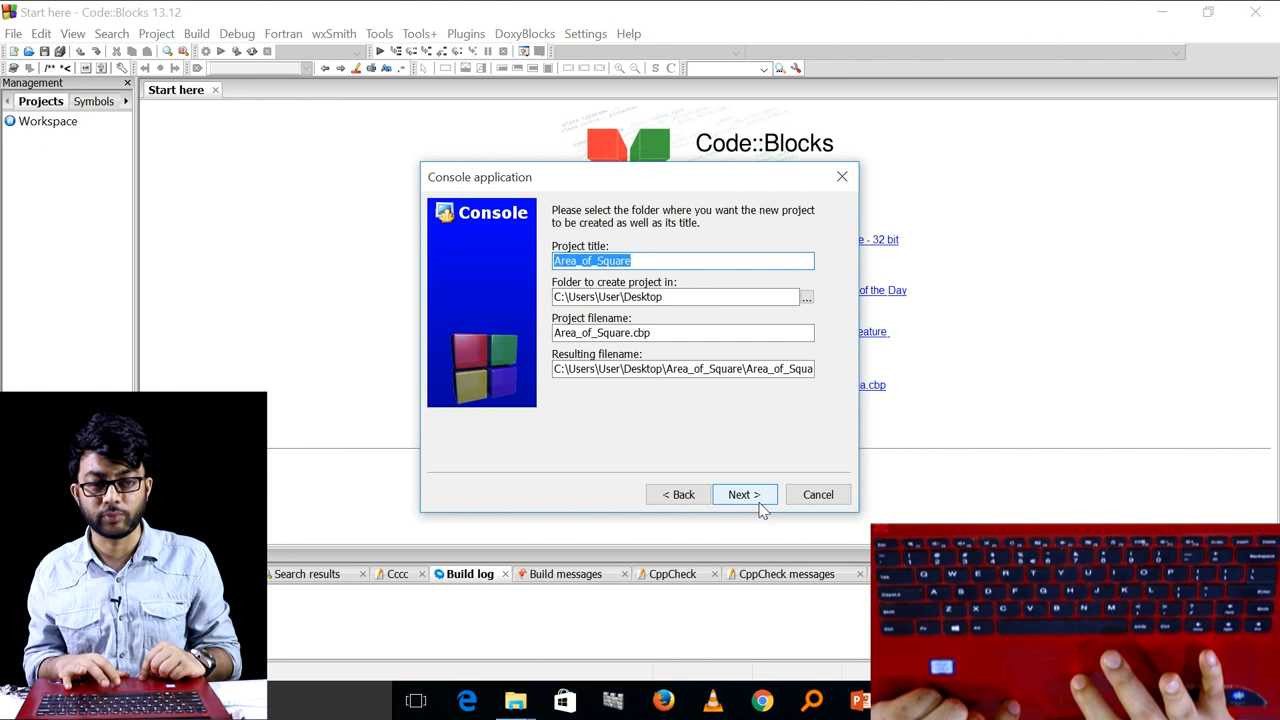 Start here - Code::Blocks 13.12
File Edit View Search Project Build Debug Fortran wxSmith Tools Tools+ Plugins DoxyBlocks Settings Help
Management
Projects Symbols
Workspace
Start here
Code::Blocks
Console application
Console
Please select the folder where you want the new project
to be created as well as its title.
Project title:
Area_of_Square
Folder to create project in:
C:\Users\User\Desktop
...
Project filename:
Area_of_Square.cbp
Resulting filename:
C:\Users\User\Desktop\Area_of_Square\Area_of_Squa
< Back Next > Cancel
e - 32 bit
of the Day
eature
a.cbp
Search results Cccc Build log Build messages CppCheck CppCheck messages